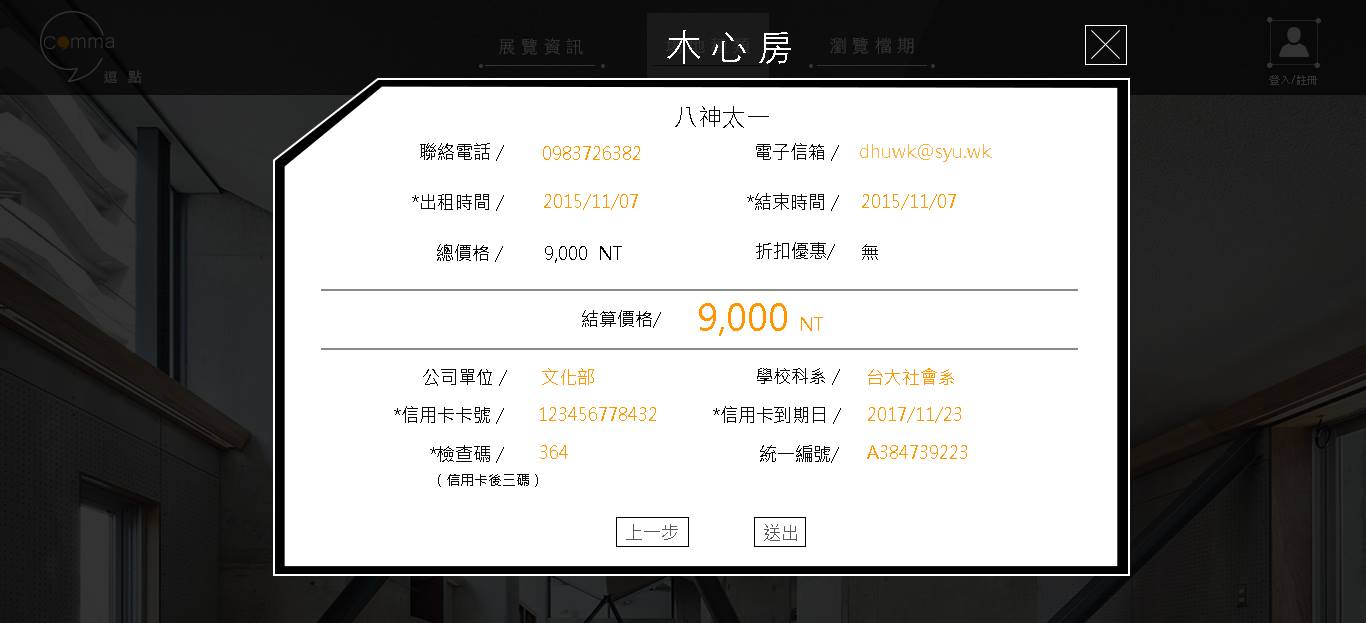 comma
逗點
展覽資訊
木心房
瀏覽檔期
登入/註冊
八神太一
聯絡電話 / 0983726382 電子信箱 / dhuwk@syu.wk
*出租時間 / 2015/11/07 *結束時間 / 2015/11/07
總價格 / 9,000 NT 折扣優惠/ 無
結算價格/ 9,000 NT
公司單位 / 文化部 學校科系 / 台大社會系
*信用卡卡號 / 123456778432 *信用卡到期日 / 2017/11/23
*檢查碼 / 364 統一編號/ A384739223
( 信用卡後三碼 )
上一步 送出